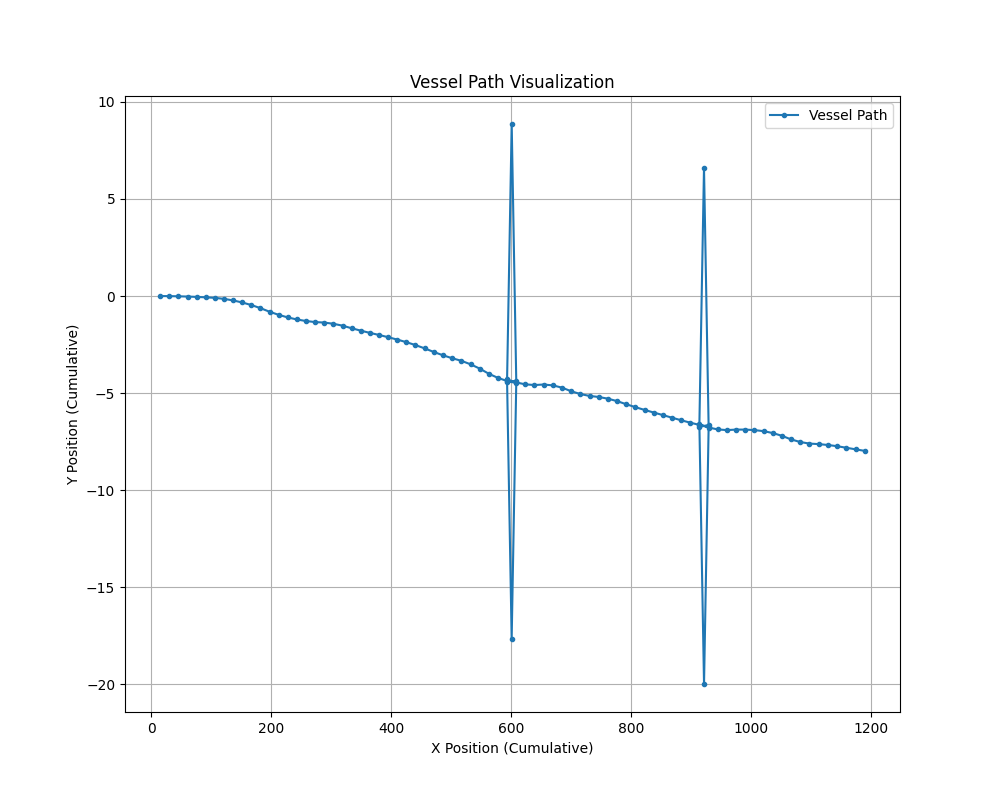 Vessel Path Visualization
Vessel Path
10
5
0
−5
−10
−15
−20
Y Position (Cumulative)
0 200 400 600 800 1000 1200
X Position (Cumulative)